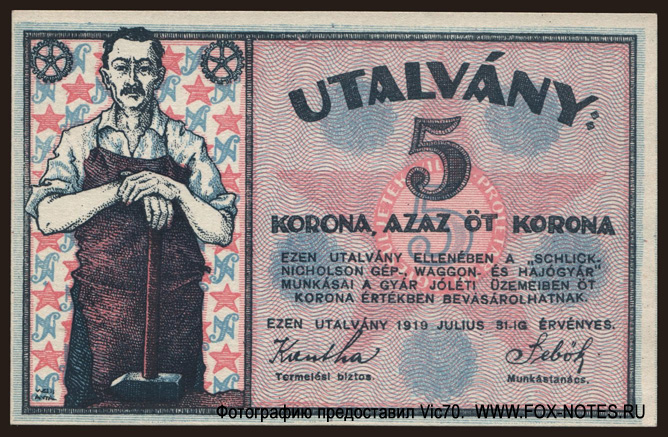 UTALVÁNY:
5
KORONA, AZAZ ÖT KORONA
EZEN UTALVÁNY ELLENÉBEN A „SCHLICK.
NICHOLSON GÉP-, WAGGON- ÉS HAJÓGYÁR"
MUNKÁSAI A GYÁR JÓLÉTI ÜZEMEIBEN ÖT
KORONA ÉRTÉKBEN BEVÁSÁROLHATNAK.
EZEN UTALVÁNY 1919 JULIUS 31-IG ÉRVÉNYES.
Termelési biztos.
Munkástanács.
Фотографию предоставил Vic70. WWW.FOX-NOTES.RU